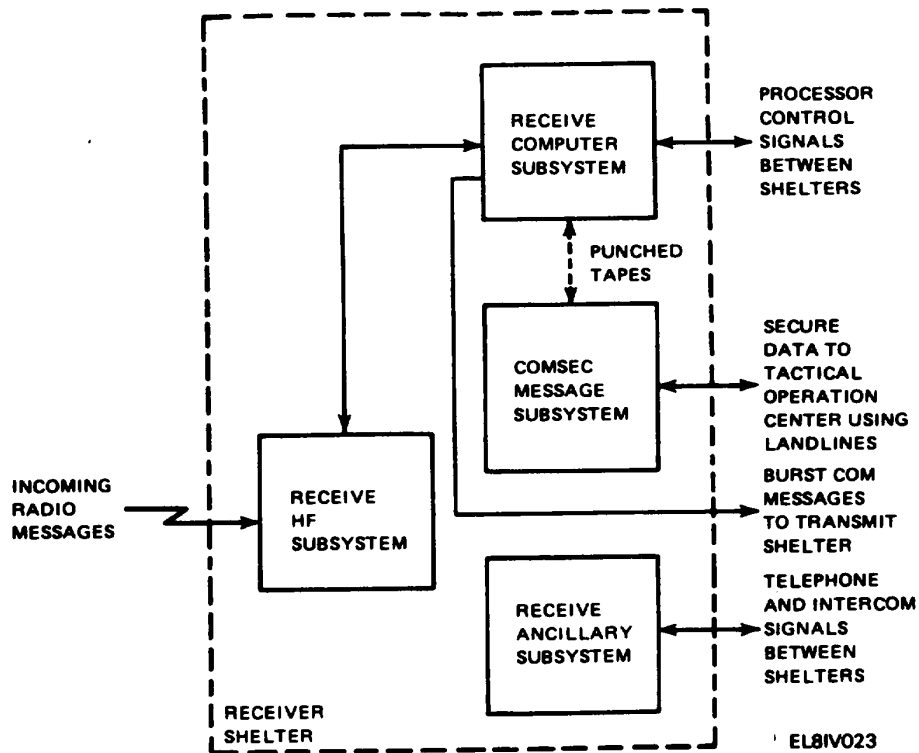 RECEIVE
COMPUTER
SUBSYSTEM
PROCESSOR
CONTROL
SIGNALS
BETWEEN
SHELTERS
PUNCHED
TAPES
COMSEC
MESSAGE
SUBSYSTEM
SECURE
DATA TO
TACTICAL
OPERATION
CENTER USING
LANDLINES
INCOMING
RADIO
MESSAGES
RECEIVE
HF
SUBSYSTEM
BURST COM
MESSAGES
TO TRANSMIT
SHELTER
RECEIVE
ANCILLARY
SUBSYSTEM
TELEPHONE
AND INTERCOM
SIGNALS
BETWEEN
SHELTERS
RECEIVER
SHELTER
EL8IV023